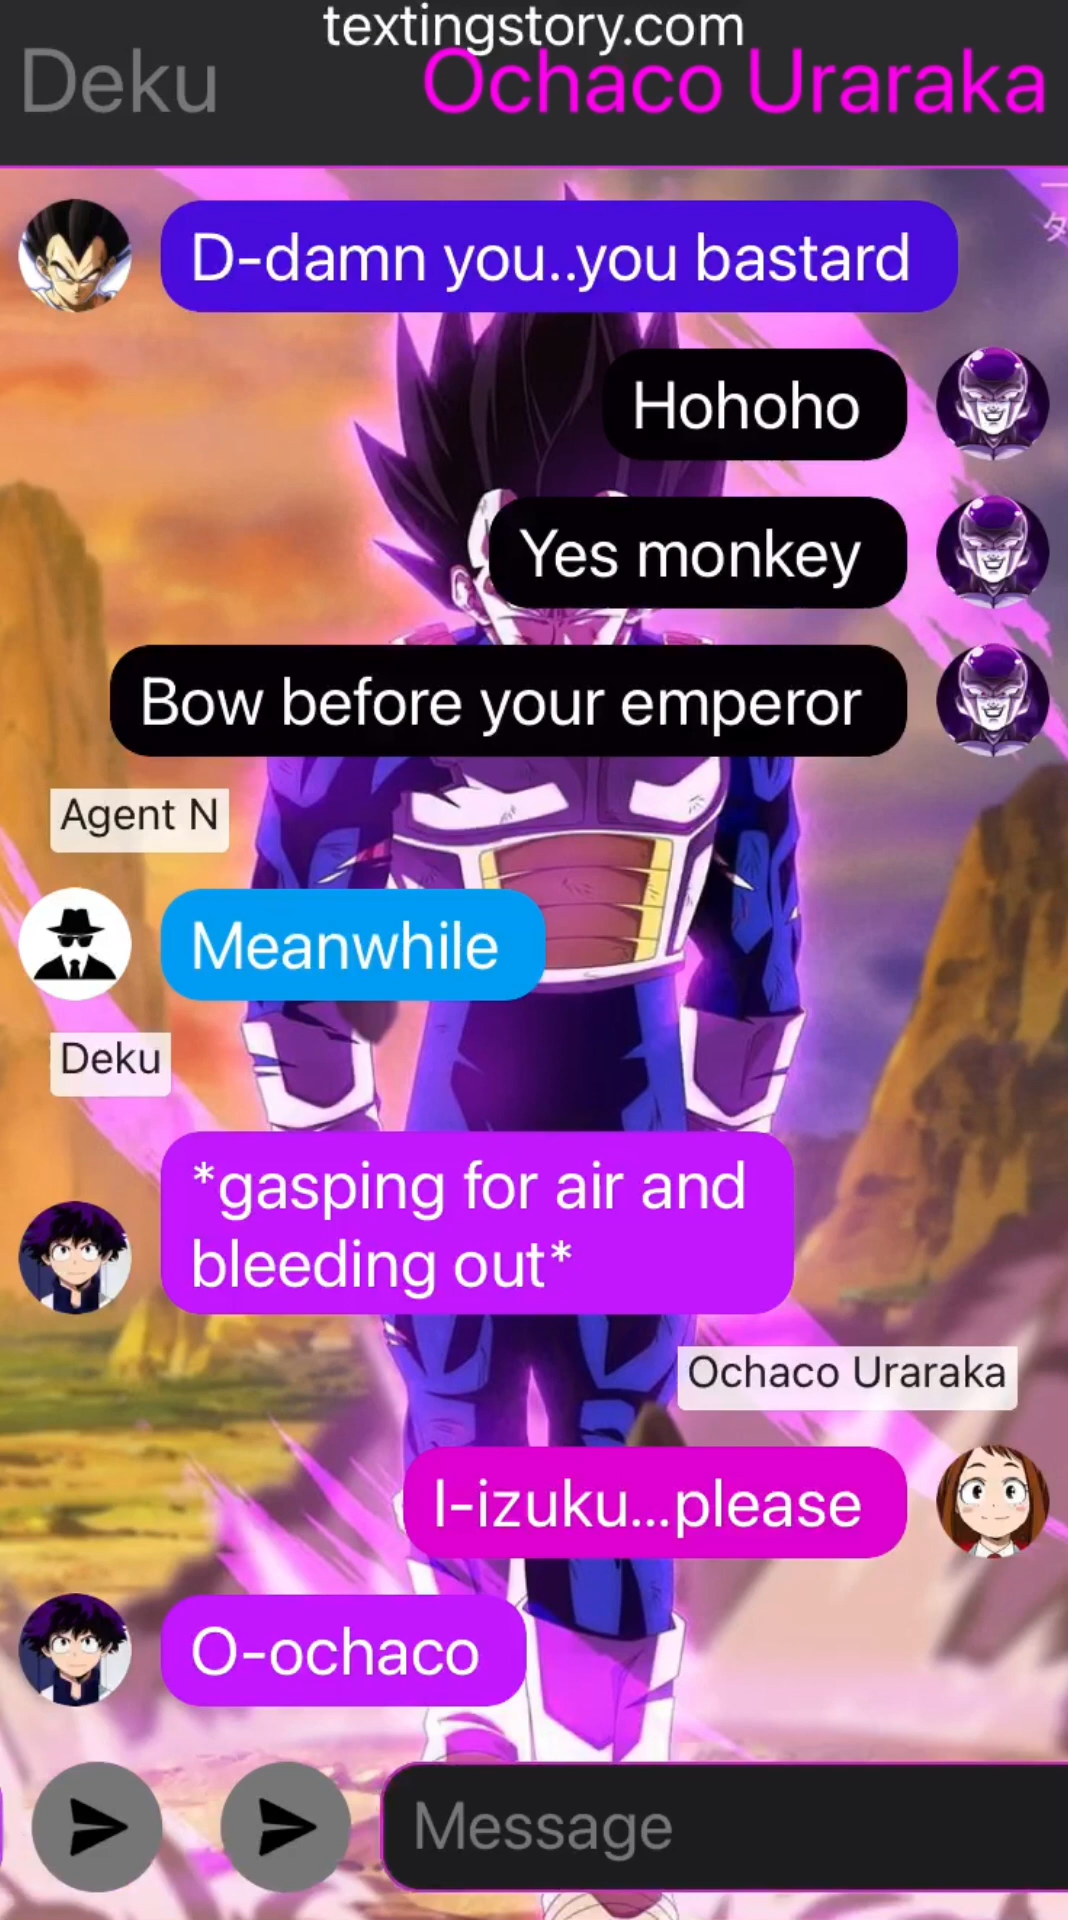 textingstory.com
Deku
Ochaco Uraraka
D-damn you..you bastard
Hohoho
Yes monkey
Bow before your emperor
Agent N
Meanwhile
Deku
*gasping for air and
bleeding out*
Ochaco Uraraka
I-izuku...please
O-ochaco
Message